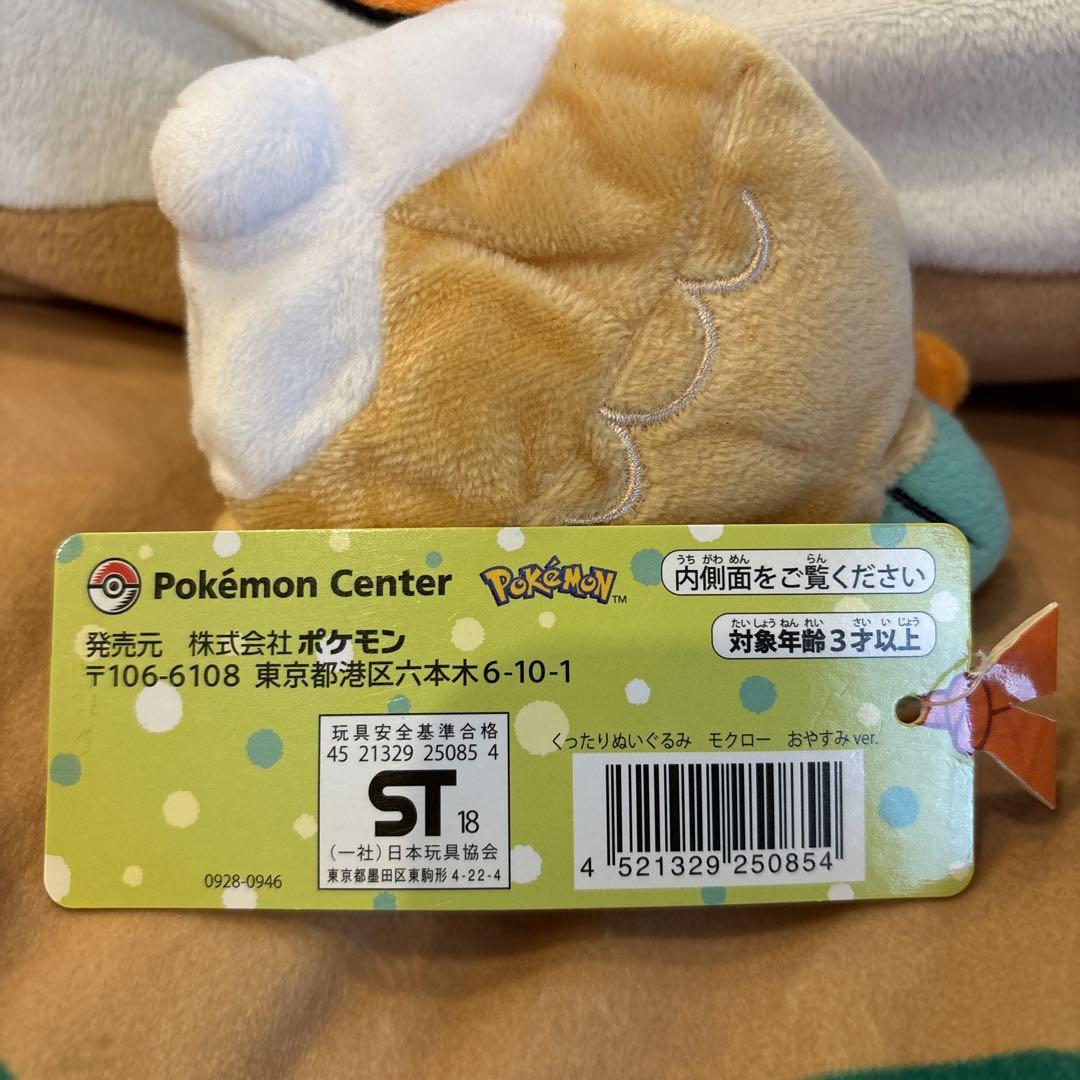 Pokémon Center
POKéMON TM
うちがわめん らん
内側面をご覧ください
たいしょうねんれい さいいじょう
対象年齢3才以上
発売元 株式会社 ポケモン
〒106-6108 東京都港区六本木6-10-1
玩具安全基準合格
45 21329 25085 4
ST 18
(一社)日本玩具協会
東京都墨田区東駒形4-22-4
0928-0946
くったりぬいぐるみ モクロー おやすみver.
4 521329 250854